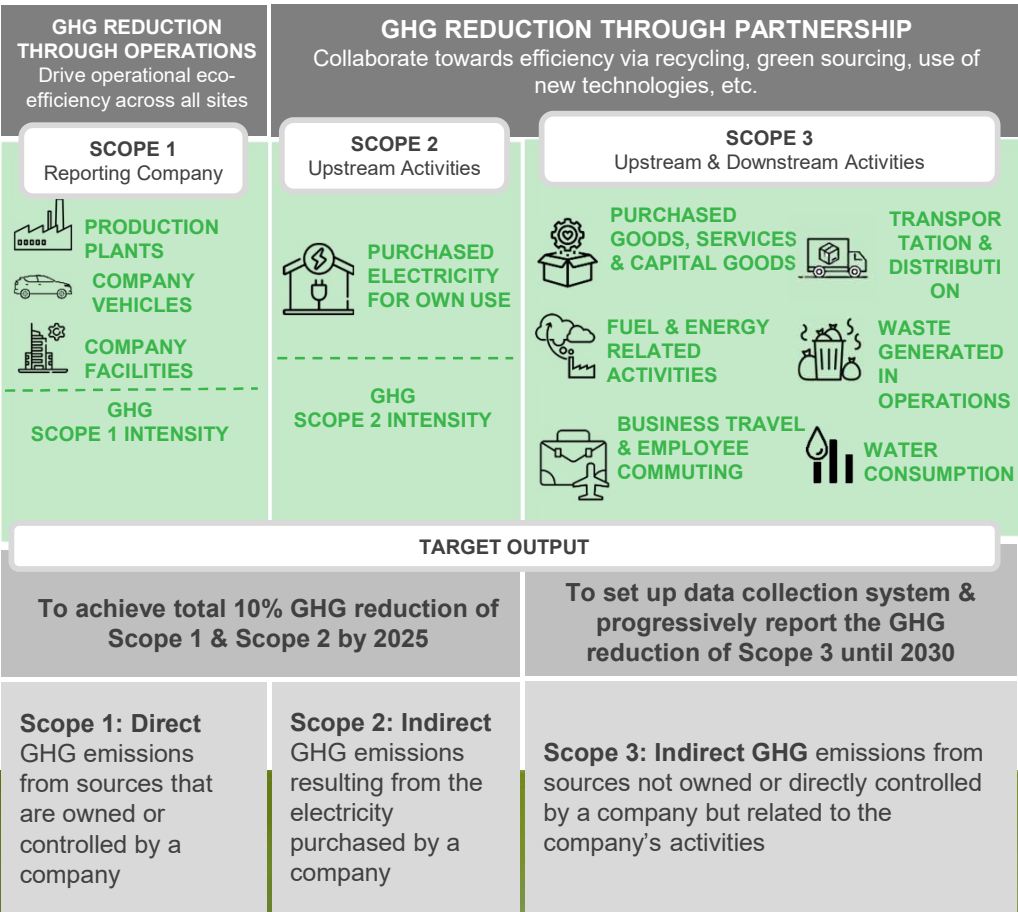 GHG REDUCTION
THROUGH OPERATIONS
Drive operational eco-
efficiency across all sites
GHG REDUCTION THROUGH PARTNERSHIP
Collaborate towards efficiency via recycling, green sourcing, use of
new technologies, etc.
SCOPE 1
Reporting Company
SCOPE 2
Upstream Activities
SCOPE 3
Upstream & Downstream Activities
PRODUCTION
PLANTS
COMPANY
VEHICLES
COMPANY
FACILITIES
GHG
SCOPE 1 INTENSITY
PURCHASED
ELECTRICITY
FOR OWN USE
GHG
SCOPE 2 INTENSITY
PURCHASED
GOODS, SERVICES
& CAPITAL GOODS
TRANSPOR
TATION &
DISTRIBUTI
ON
FUEL & ENERGY
RELATED
ACTIVITIES
WASTE
GENERATED
IN
OPERATIONS
BUSINESS TRAVEL
& EMPLOYEE
COMMUTING
WATER
CONSUMPTION
TARGET OUTPUT
To achieve total 10% GHG reduction of
Scope 1 & Scope 2 by 2025
To set up data collection system &
progressively report the GHG
reduction of Scope 3 until 2030
Scope 1: Direct
GHG emissions
from sources that
are owned or
controlled by a
company
Scope 2: Indirect
GHG emissions
resulting from the
electricity
purchased by a
company
Scope 3: Indirect GHG emissions from
sources not owned or directly controlled
by a company but related to the
company's activities